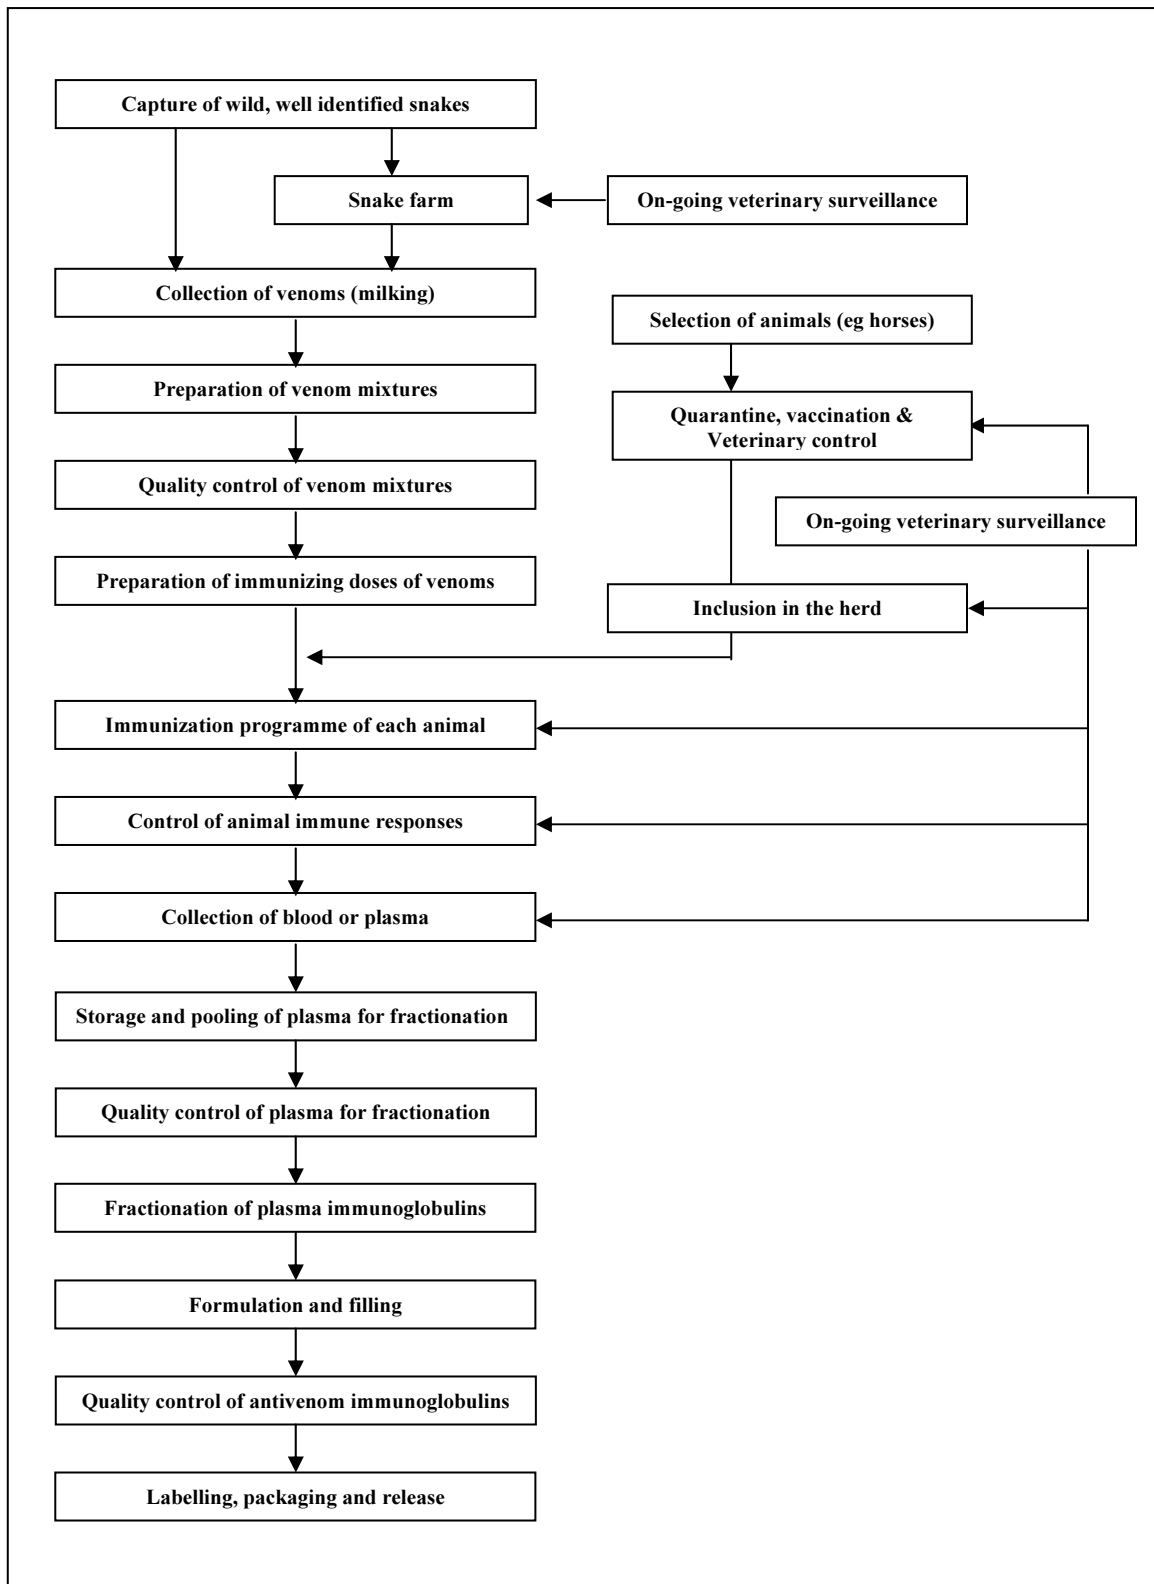 Capture of wild, well identified snakes
Snake farm
On-going veterinary surveillance
Collection of venoms (milking)
Selection of animals (eg horses)
Preparation of venom mixtures
Quarantine, vaccination &
Veterinary control
Quality control of venom mixtures
On-going veterinary surveillance
Preparation of immunizing doses of venoms
Inclusion in the herd
Immunization programme of each animal
Control of animal immune responses
Collection of blood or plasma
Storage and pooling of plasma for fractionation
Quality control of plasma for fractionation
Fractionation of plasma immunoglobulins
Formulation and filling
Quality control of antivenom immunoglobulins
Labelling, packaging and release